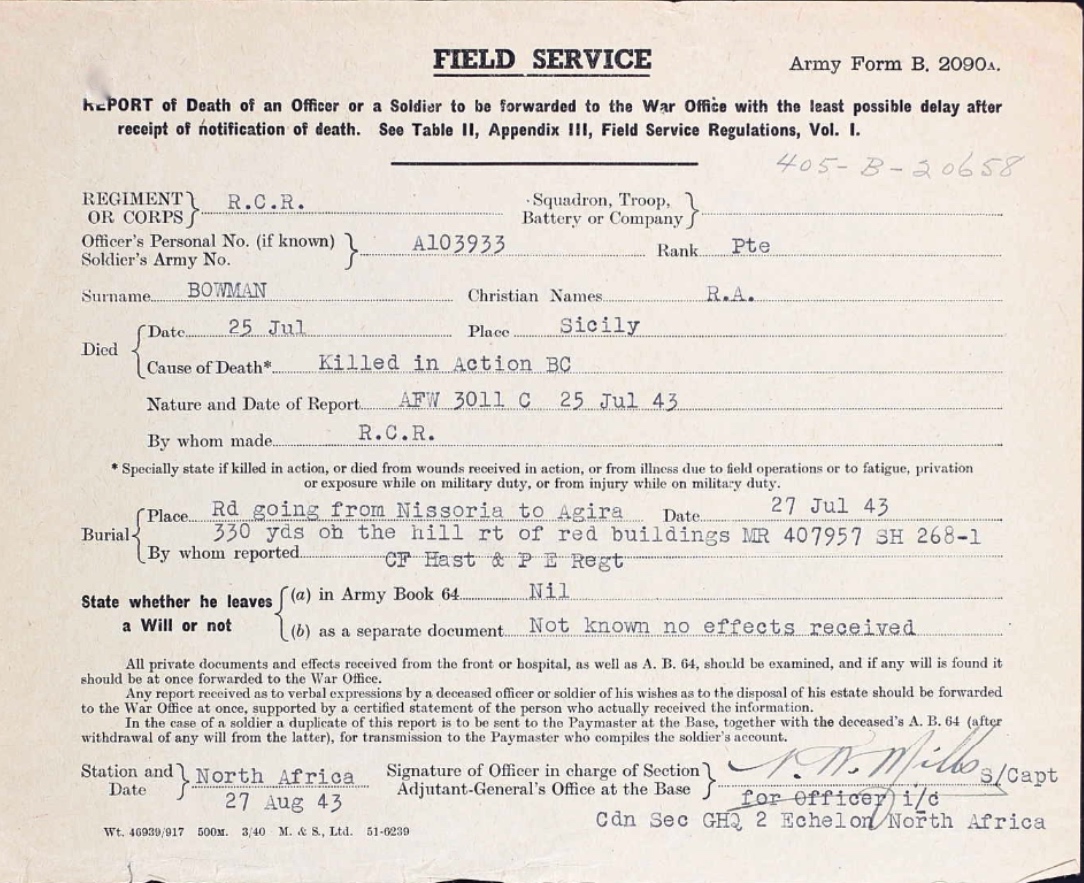 FIELD SERVICE
Army Form B. 2090A.
REPORT of Death of an Officer or a Soldier to be forwarded to the War Office with the least possible delay after
receipt of notification of death. See Table II, Appendix III, Field Service Regulations, Vol. I.
405-B-20658
REGIMENT OR CORPS } R.C.R. Squadron, Troop, Battery or Company }
Officer's Personal No. (if known) Soldier's Army No. } A103933 Rank Pte
Surname BOWMAN Christian Names R.A.
Died { Date 25 Jul Place Sicily
Cause of Death* Killed in Action BC
Nature and Date of Report AFW 3011 C 25 Jul 43
By whom made R.C.R.
* Specially state if killed in action, or died from wounds received in action, or from illness due to field operations or to fatigue, privation
or exposure while on military duty, or from injury while on military duty.
Burial { Place Rd going from Nissoria to Agira Date 27 Jul 43
330 yds oh the hill rt of red buildings MR 407957 SH 268-1
By whom reported CF Hast & P E Regt
State whether he leaves a Will or not { (a) in Army Book 64 Nil
(b) as a separate document Not known no effects received
All private documents and effects received from the front or hospital, as well as A. B. 64, should be examined, and if any will is found it
should be at once forwarded to the War Office.
Any report received as to verbal expressions by a deceased officer or soldier of his wishes as to the disposal of his estate should be forwarded
to the War Office at once, supported by a certified statement of the person who actually received the information.
In the case of a soldier a duplicate of this report is to be sent to the Paymaster at the Base, together with the deceased's A. B. 64 (after
withdrawal of any will from the latter), for transmission to the Paymaster who compiles the soldier's account.
Station and Date } North Africa
27 Aug 43
Signature of Officer in charge of Section Adjutant-General's Office at the Base } Mills S/Capt
for Officer i/c
Cdn Sec GHQ 2 Echelon North Africa
Wt. 46939/917 500M. 3/40 M. & S., Ltd. 51-6239